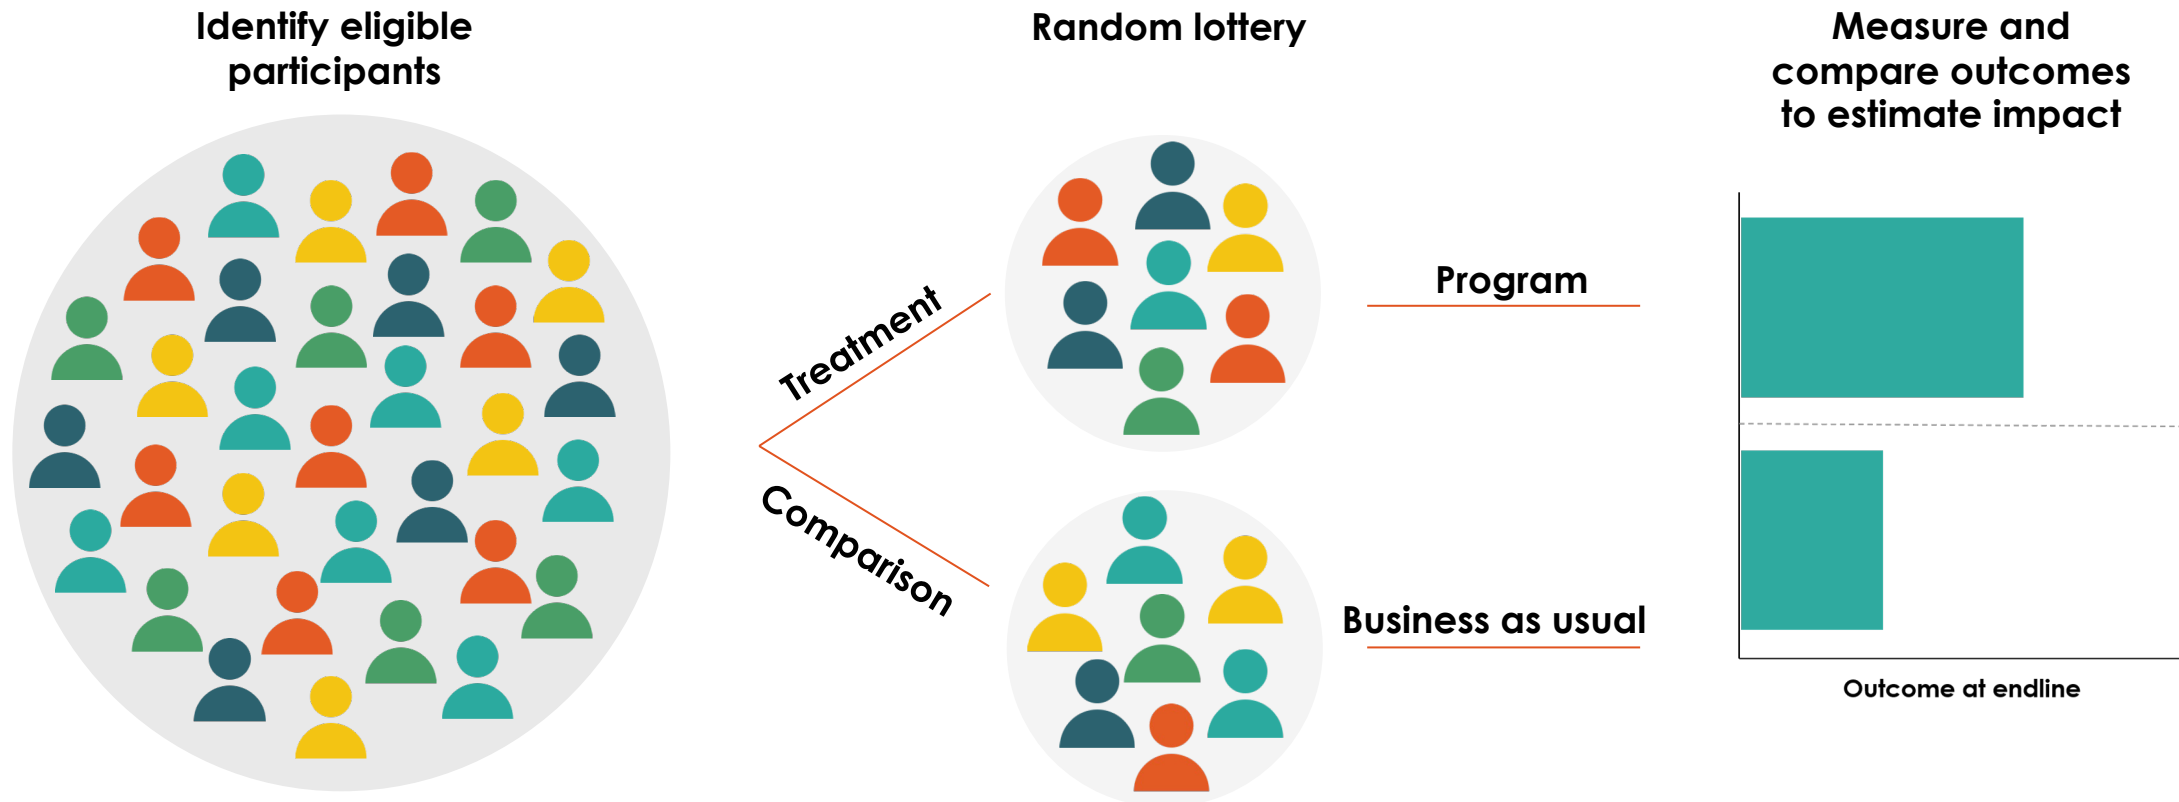 Identify eligible
participants
Random lottery
Measure and
compare outcomes
to estimate impact
Treatment
Comparison
Program
Business as usual
Outcome at endline